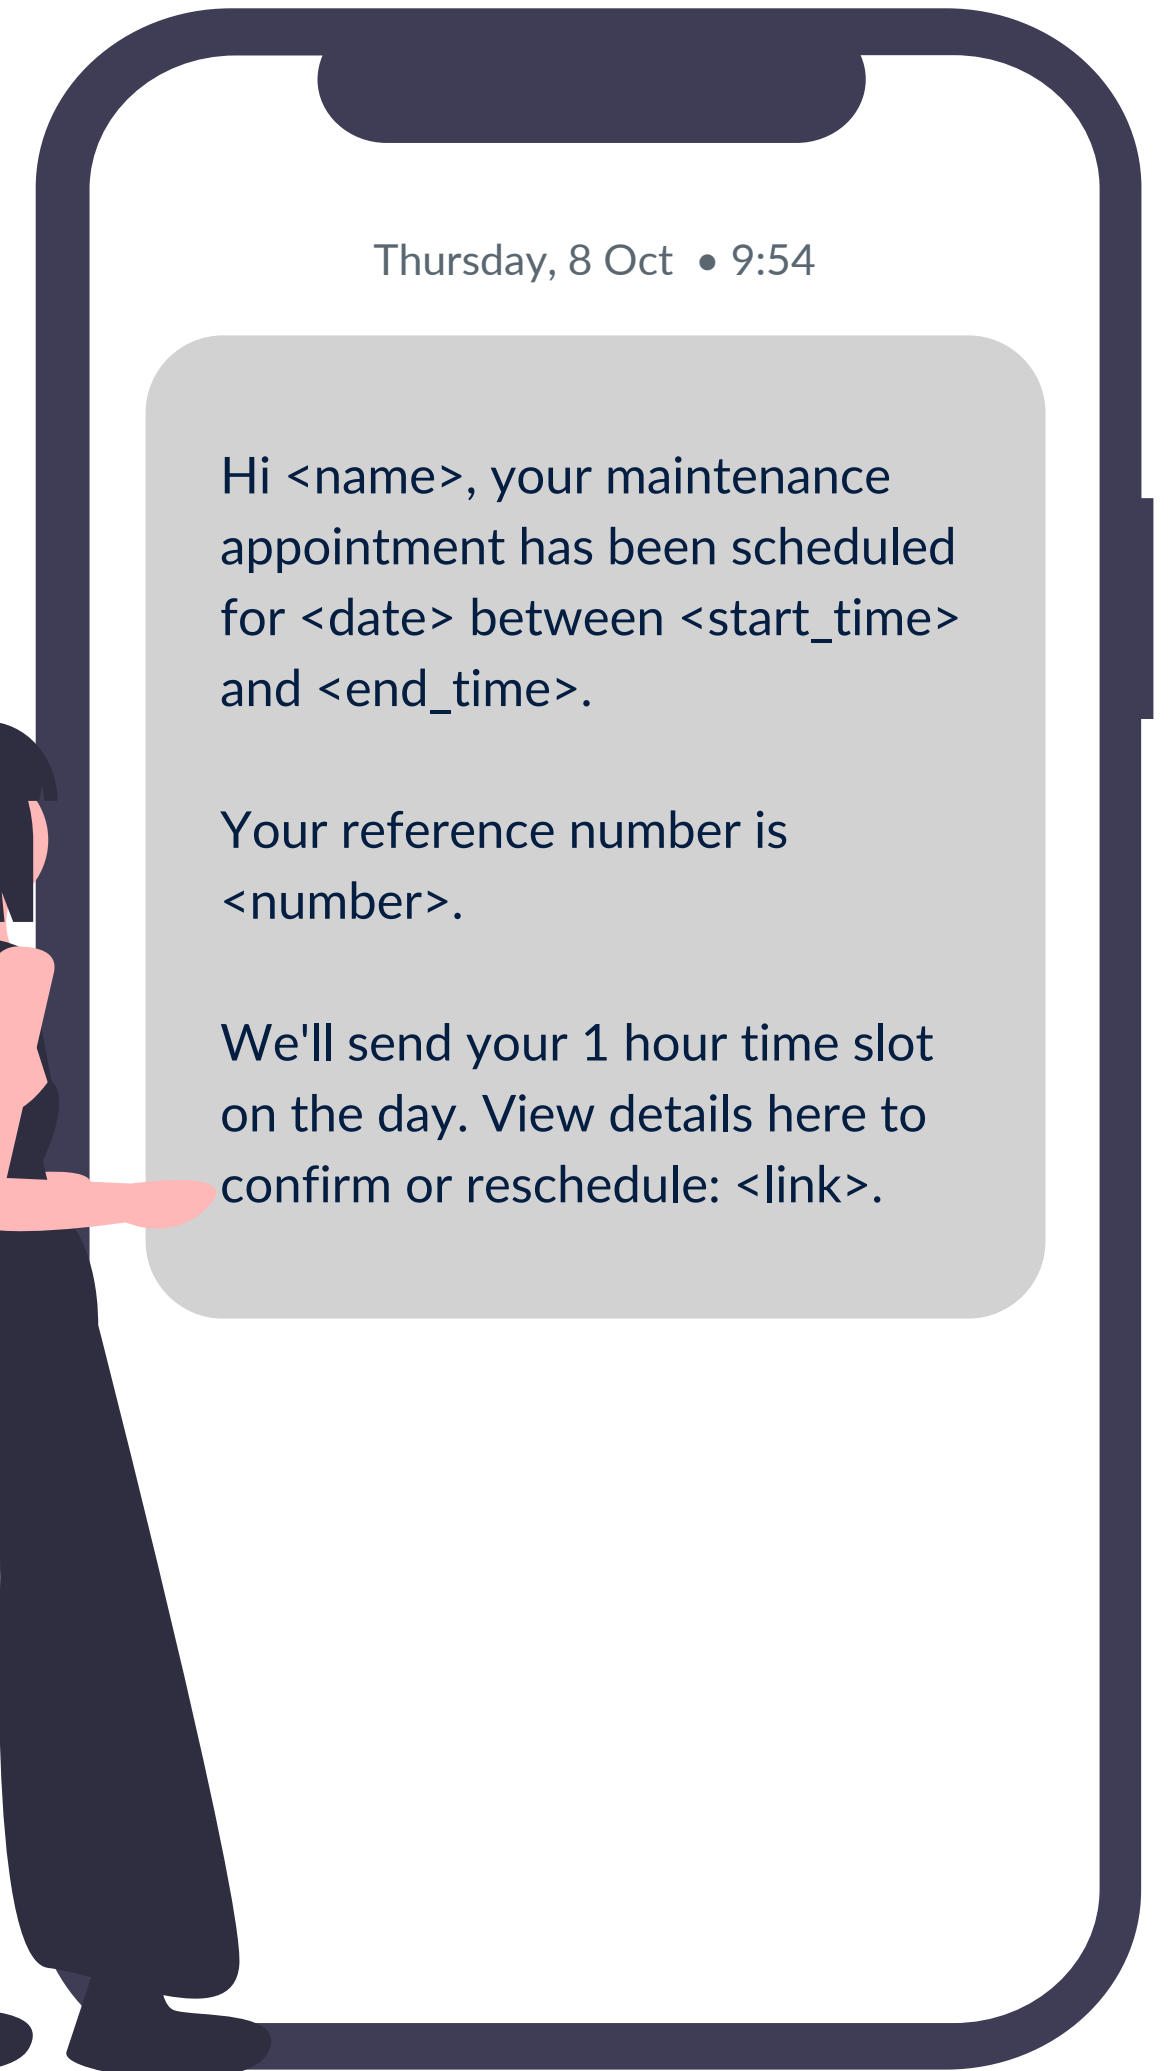 Thursday, 8 Oct • 9:54
Hi <name>, your maintenance
appointment has been scheduled
for <date> between <start_time>
and <end_time>.
Your reference number is
<number>.
We'll send your 1 hour time slot
on the day. View details here to
confirm or reschedule: <link>.